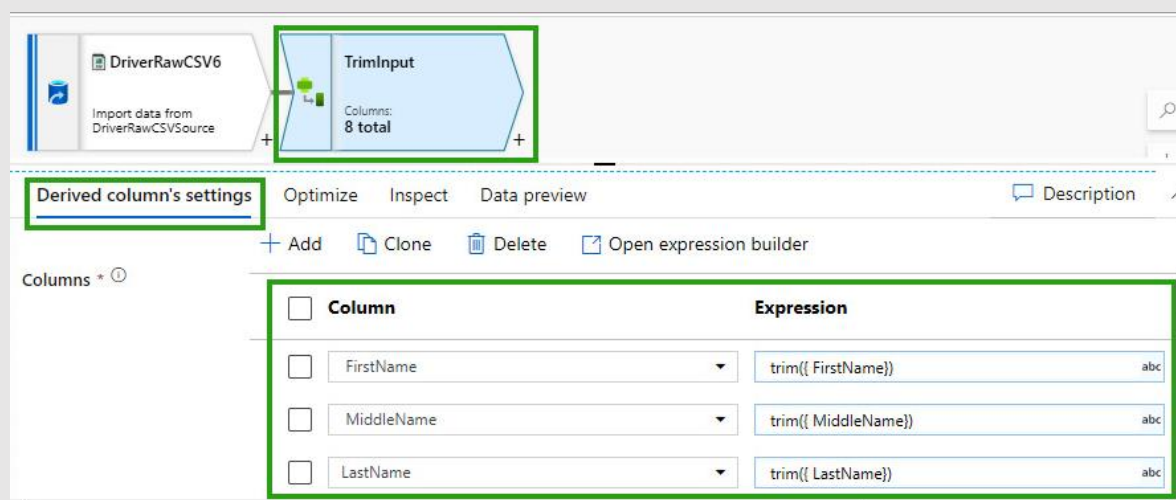 DriverRawCSV6
Import data from
DriverRawCSVSource
+
TrimInput
Columns:
8 total
+
Derived column's settings
Optimize
Inspect
Data preview
Description
+ Add
Clone
Delete
Open expression builder
Columns *
Column
Expression
FirstName
trim({ FirstName})
abc
MiddleName
trim({ MiddleName})
abc
LastName
trim({ LastName})
abc